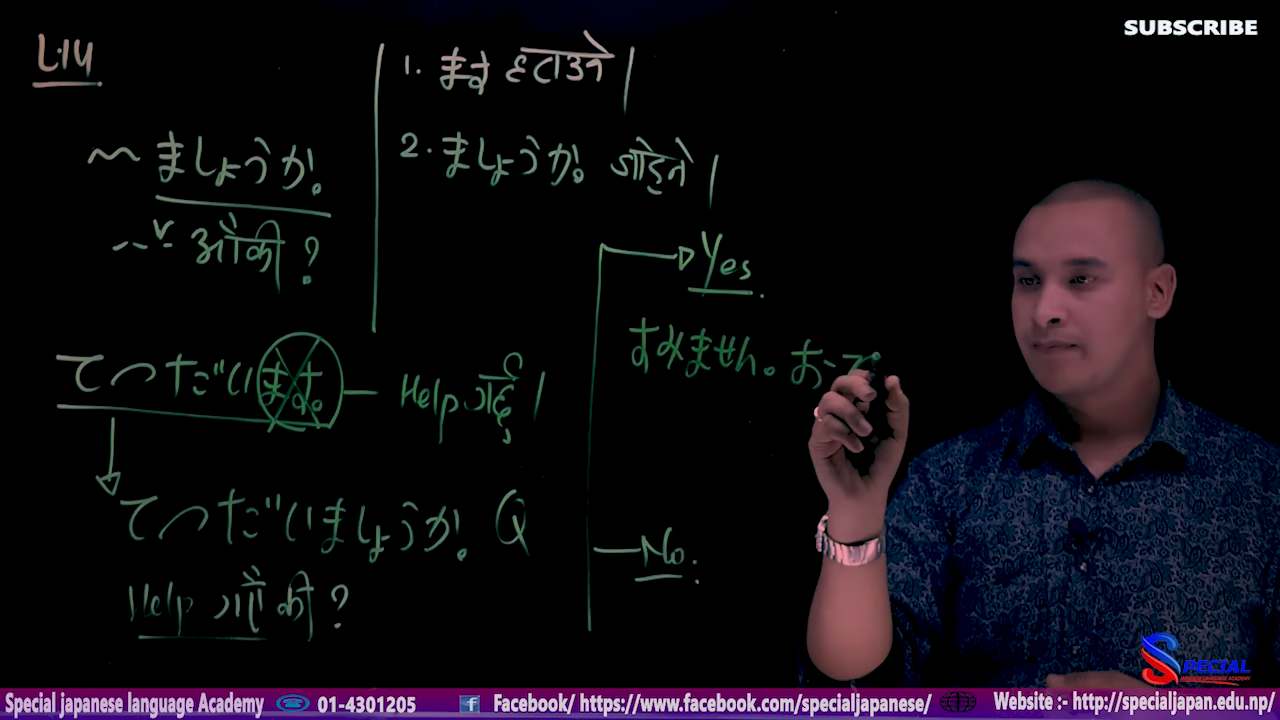 SUBSCRIBE
L14
〜ましょうか。
औं की ?
1. ます हटाउने |
2. ましょうか。 जोड्ने |
てつだいます。 — Help गर्छु |
てつだいましょうか。 Q
Help गरौं की ?
Yes.
すみません。お
No.
SPECIAL
JAPANESE LANGUAGE ACADEMY
Special japanese language Academy 01-4301205 Facebook/ https://www.facebook.com/specialjapanese/ Website :- http://specialjapan.edu.np/